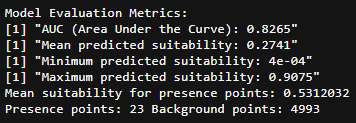 Model Evaluation Metrics:
[1] "AUC (Area Under the Curve): 0.8265"
[1] "Mean predicted suitability: 0.2741"
[1] "Minimum predicted suitability: 4e-04"
[1] "Maximum predicted suitability: 0.9075"
Mean suitability for presence points: 0.5312032
Presence points: 23 Background points: 4993